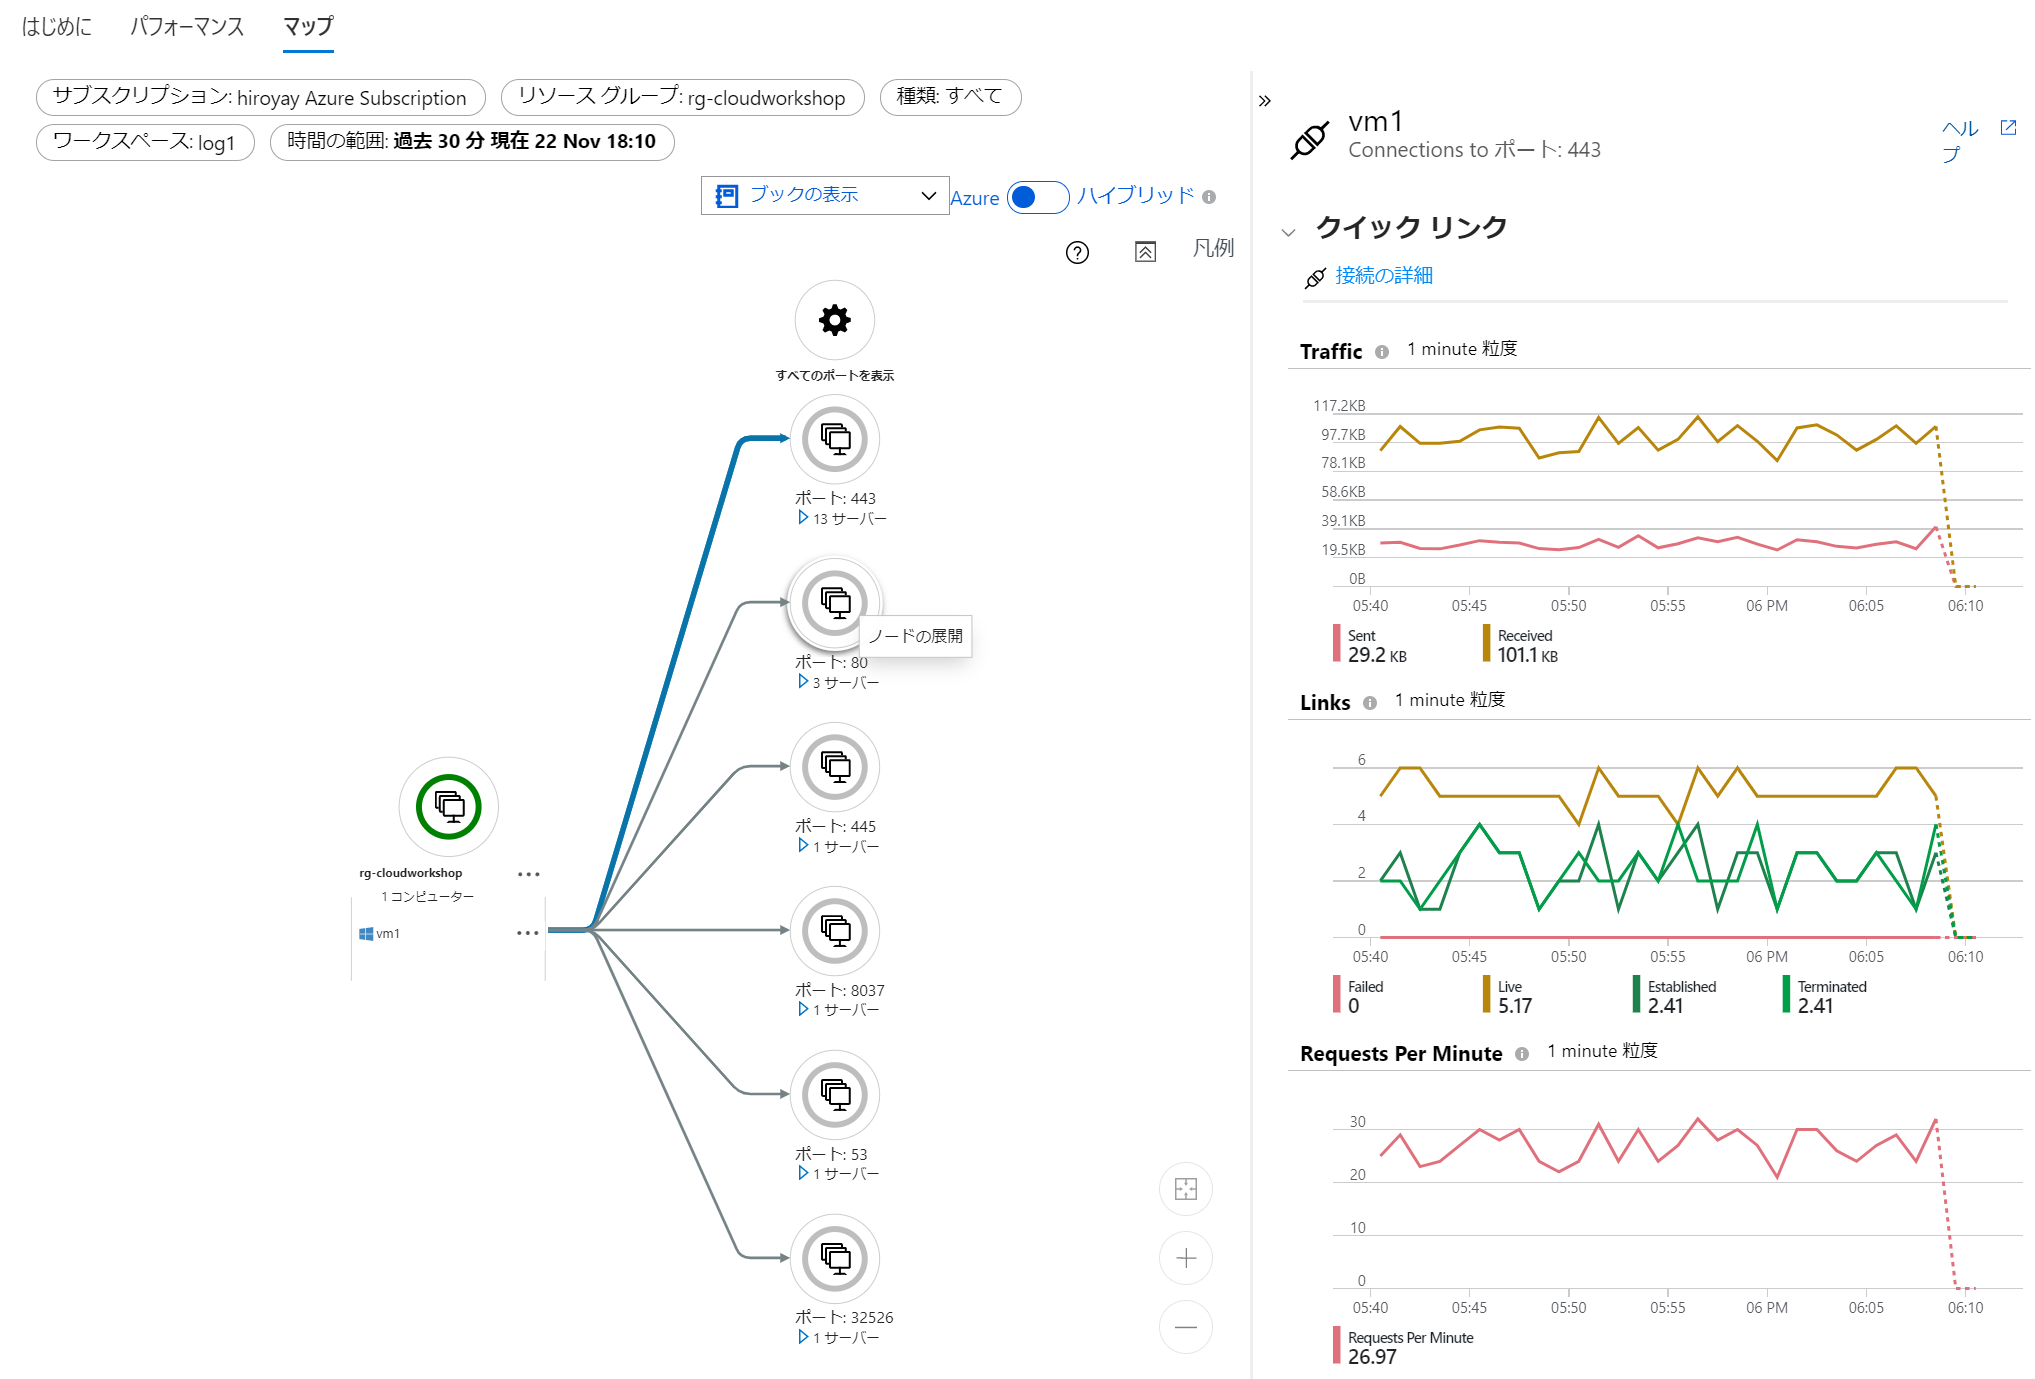 はじめに
パフォーマンス
マップ
サブスクリプション: hiroyay Azure Subscription
リソース グループ: rg-cloudworkshop
種類: すべて
ワークスペース: log1
時間の範囲: 過去 30 分 現在 22 Nov 18:10
ブックの表示
Azure
ハイブリッド
凡例
すべてのポートを表示
ポート: 443
13 サーバー
ノードの展開
ポート: 80
3 サーバー
ポート: 445
1 サーバー
rg-cloudworkshop
1 コンピューター
vm1
ポート: 8037
1 サーバー
ポート: 53
1 サーバー
ポート: 32526
1 サーバー
vm1
Connections to ポート: 443
ヘル
プ
クイック リンク
接続の詳細
Traffic 1 minute 粒度
117.2KB
97.7KB
78.1KB
58.6KB
39.1KB
19.5KB
0B
05:40 05:45 05:50 05:55 06 PM 06:05 06:10
Sent
29.2 KB
Received
101.1 KB
Links 1 minute 粒度
6
4
2
0
05:40 05:45 05:50 05:55 06 PM 06:05 06:10
Failed
0
Live
5.17
Established
2.41
Terminated
2.41
Requests Per Minute 1 minute 粒度
30
20
10
0
05:40 05:45 05:50 05:55 06 PM 06:05 06:10
Requests Per Minute
26.97